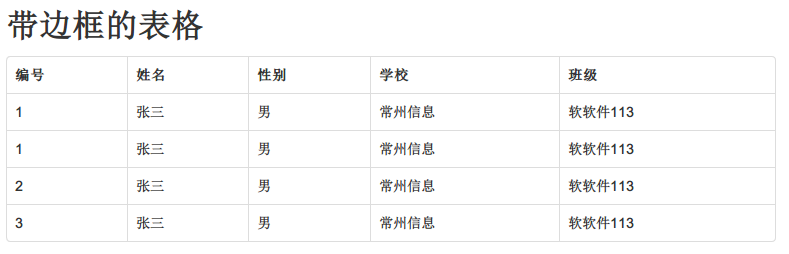 带边框的表格
编号 姓名 性别 学校 班级
1 张三 男 常州信息 软软件113
1 张三 男 常州信息 软软件113
2 张三 男 常州信息 软软件113
3 张三 男 常州信息 软软件113